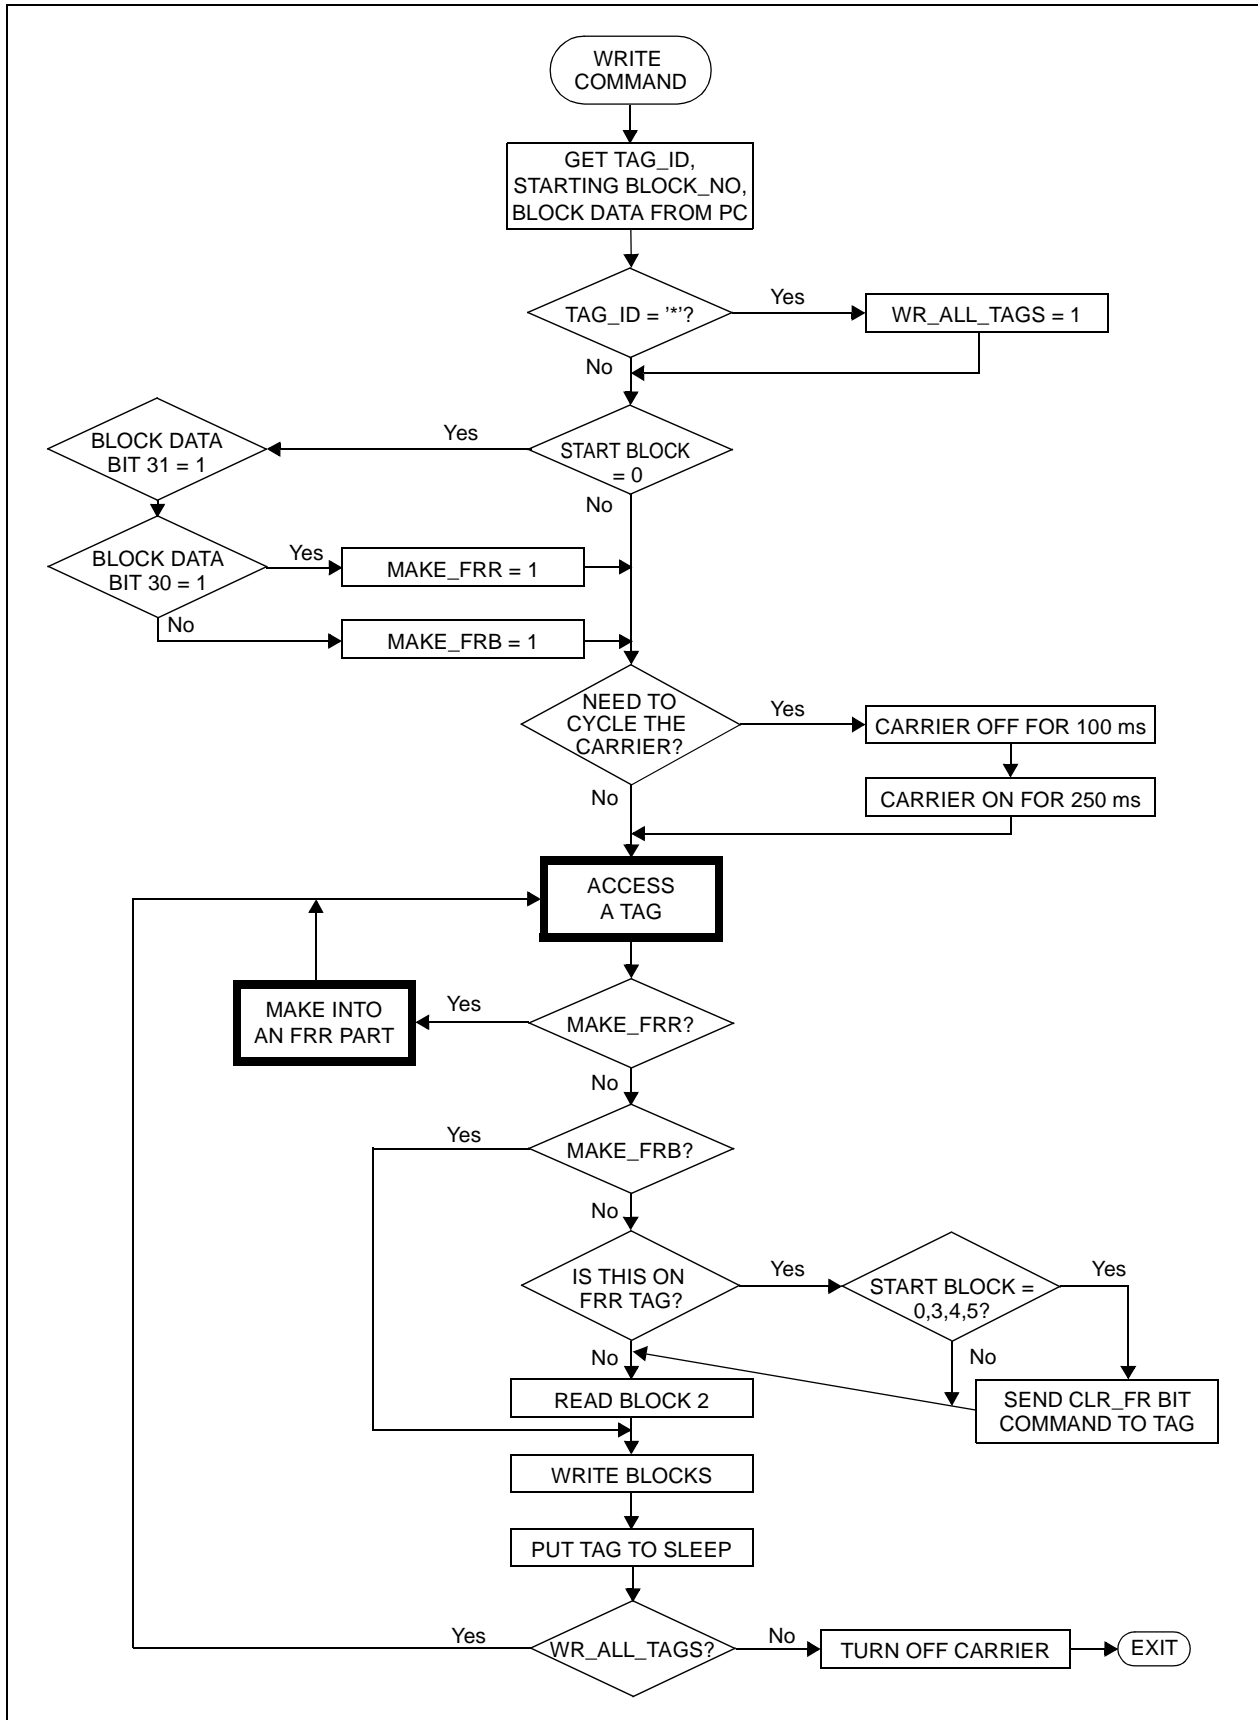 WRITE
COMMAND
GET TAG_ID,
STARTING BLOCK_NO,
BLOCK DATA FROM PC
TAG_ID = '*'?
Yes
WR_ALL_TAGS = 1
No
START BLOCK
= 0
Yes
BLOCK DATA
BIT 31 = 1
No
BLOCK DATA
BIT 30 = 1
Yes
MAKE_FRR = 1
No
MAKE_FRB = 1
NEED TO
CYCLE THE
CARRIER?
Yes
CARRIER OFF FOR 100 ms
CARRIER ON FOR 250 ms
No
ACCESS
A TAG
MAKE_FRR?
Yes
MAKE INTO
AN FRR PART
No
MAKE_FRB?
Yes
No
IS THIS ON
FRR TAG?
Yes
START BLOCK =
0,3,4,5?
Yes
No
No
SEND CLR_FR BIT
COMMAND TO TAG
READ BLOCK 2
WRITE BLOCKS
PUT TAG TO SLEEP
WR_ALL_TAGS?
Yes
No
TURN OFF CARRIER
EXIT